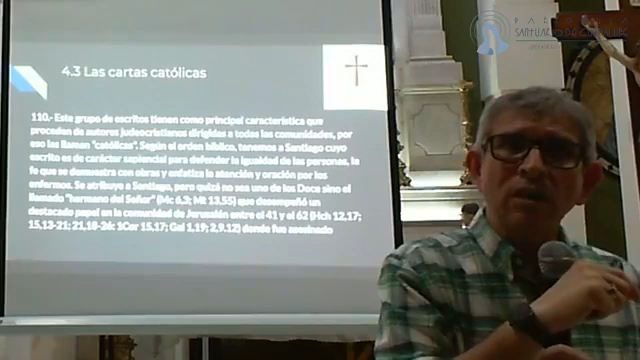 PARROQUIA
SANTUARIO DE
4.3 Las cartas católicas
110.- Este grupo de escritos tienen como principal característica que
proceden de autores judeocristianos dirigidas a todas las comunidades, por
eso las llaman "católicas". Según el orden bíblico, tenemos a Santiago cuyo
escrito es de carácter sapiencial para defender la igualdad de las personas, la
fe que se demuestra con obras y enfatiza la atención y oración por los
enfermos. Se atribuye a Santiago, pero quizá no sea uno de los Doce sino el
llamado "hermano del Señor" (Mc 6,3; Mt 13,55) que desempeñó un
destacado papel en la comunidad de Jerusalén entre el 41 y el 62 (Hch 12,17;
15,13-21; 21,18-26; 1Cor 15.17; Gal 1,19; 2,9.12) donde fue asesinado